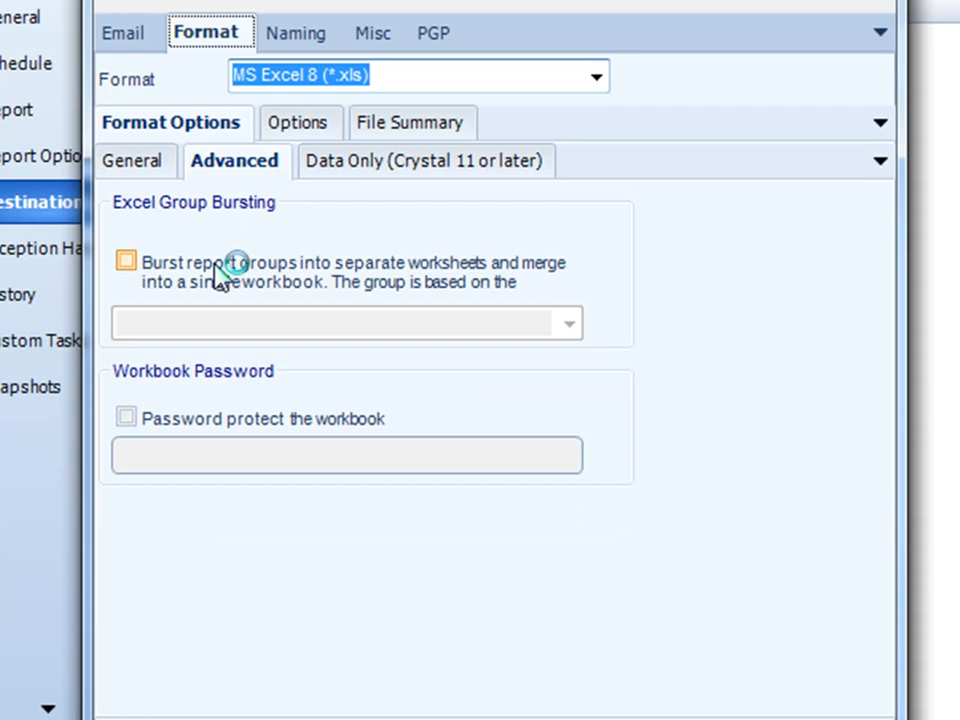 eneral
hedule
port
port Optio
estination
ception Ha
story
ustom Task
apshots
Email Format Naming Misc PGP
Format MS Excel 8 (*.xls)
Format Options Options File Summary
General Advanced Data Only (Crystal 11 or later)
Excel Group Bursting
Burst report groups into separate worksheets and merge
into a single workbook. The group is based on the
Workbook Password
Password protect the workbook